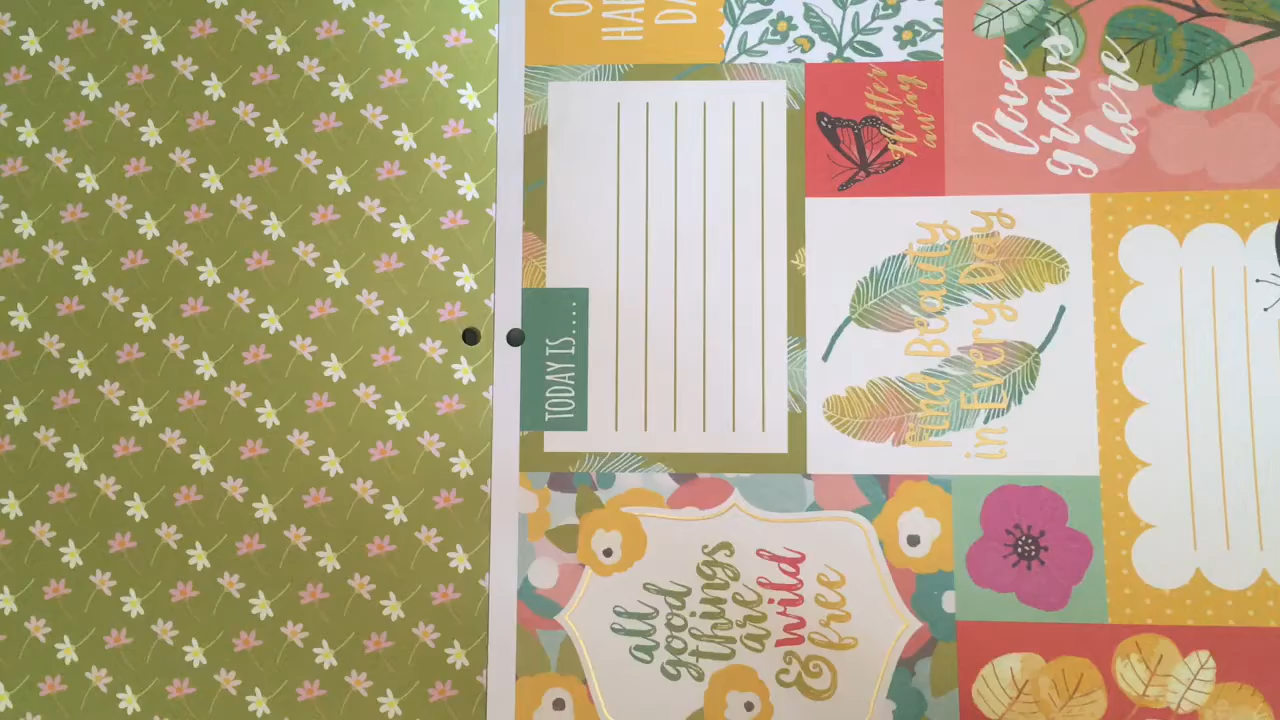 love
grows
here
flutter
away
Find Beauty
in Every Day
TODAY IS....
all
good
things
are
wild
& free